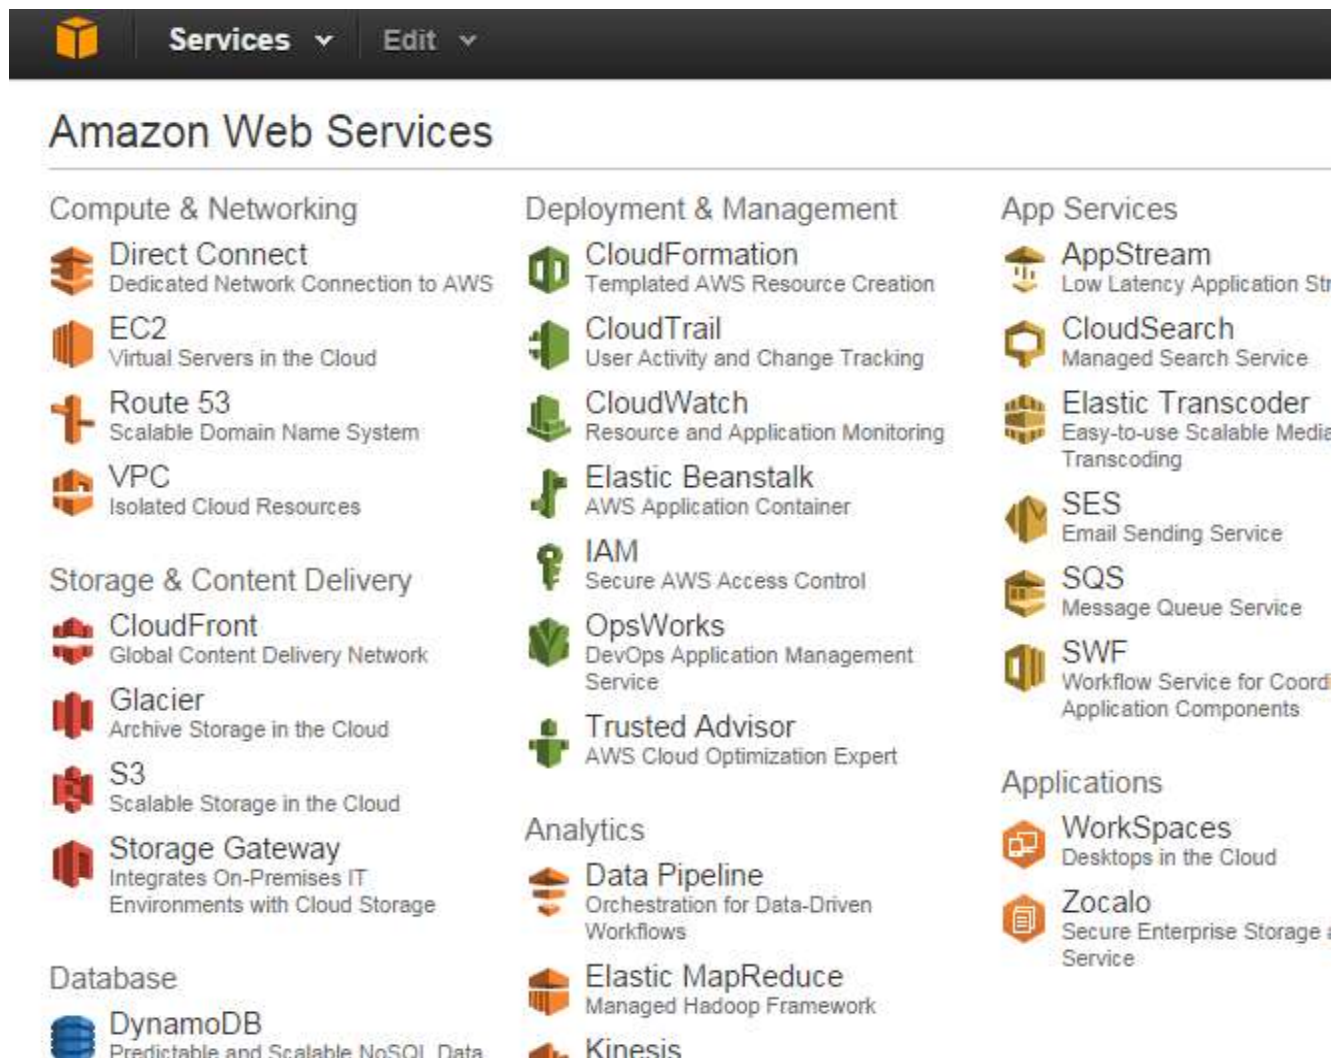 Services
Edit
Amazon Web Services
Compute & Networking
Direct Connect
Dedicated Network Connection to AWS
EC2
Virtual Servers in the Cloud
Route 53
Scalable Domain Name System
VPC
Isolated Cloud Resources
Storage & Content Delivery
CloudFront
Global Content Delivery Network
Glacier
Archive Storage in the Cloud
S3
Scalable Storage in the Cloud
Storage Gateway
Integrates On-Premises IT
Environments with Cloud Storage
Database
DynamoDB
Predictable and Scalable NoSQL Data
Deployment & Management
CloudFormation
Templated AWS Resource Creation
CloudTrail
User Activity and Change Tracking
CloudWatch
Resource and Application Monitoring
Elastic Beanstalk
AWS Application Container
IAM
Secure AWS Access Control
OpsWorks
DevOps Application Management
Service
Trusted Advisor
AWS Cloud Optimization Expert
Analytics
Data Pipeline
Orchestration for Data-Driven
Workflows
Elastic MapReduce
Managed Hadoop Framework
Kinesis
App Services
AppStream
Low Latency Application
CloudSearch
Managed Search Service
Elastic Transcoder
Easy-to-use Scalable Media
Transcoding
SES
Email Sending Service
SQS
Message Queue Service
SWF
Workflow Service for
Application Components
Applications
WorkSpaces
Desktops in the Cloud
Zocalo
Secure Enterprise Storage
Service